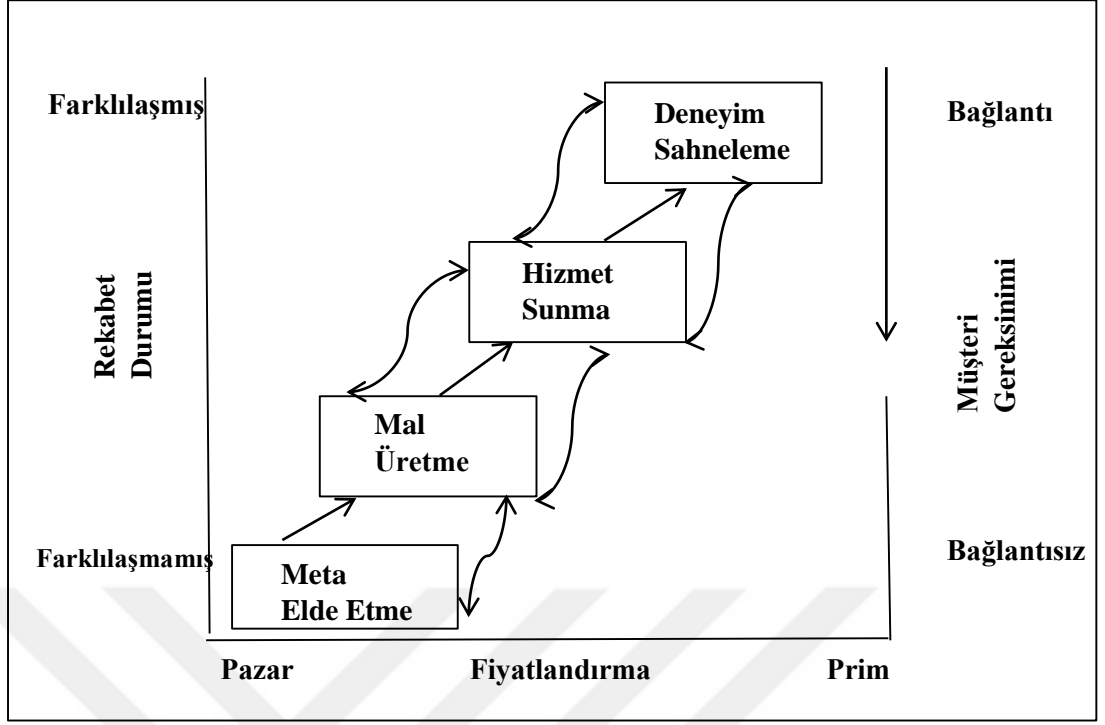 Farklılaşmış
Deneyim
Sahneleme
Bağlantı
Rekabet
Durumu
Hizmet
Sunma
Müşteri
Gereksinimi
Mal
Üretme
Farklılaşmamış
Meta
Elde Etme
Bağlantısız
Pazar
Fiyatlandırma
Prim